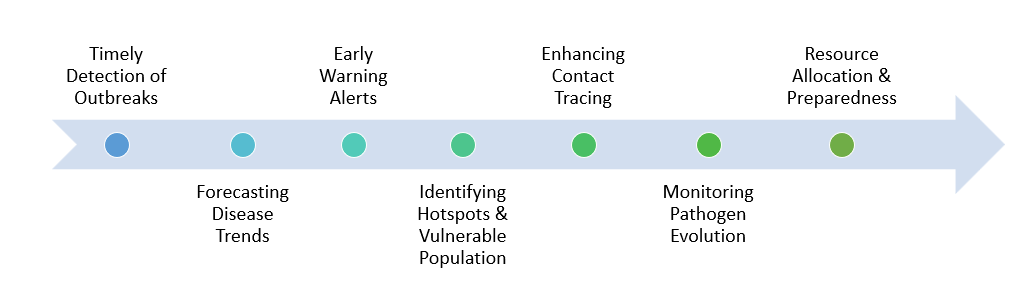 Timely
Detection of
Outbreaks
Forecasting
Disease
Trends
Early
Warning
Alerts
Identifying
Hotspots &
Vulnerable
Population
Enhancing
Contact
Tracing
Monitoring
Pathogen
Evolution
Resource
Allocation &
Preparedness